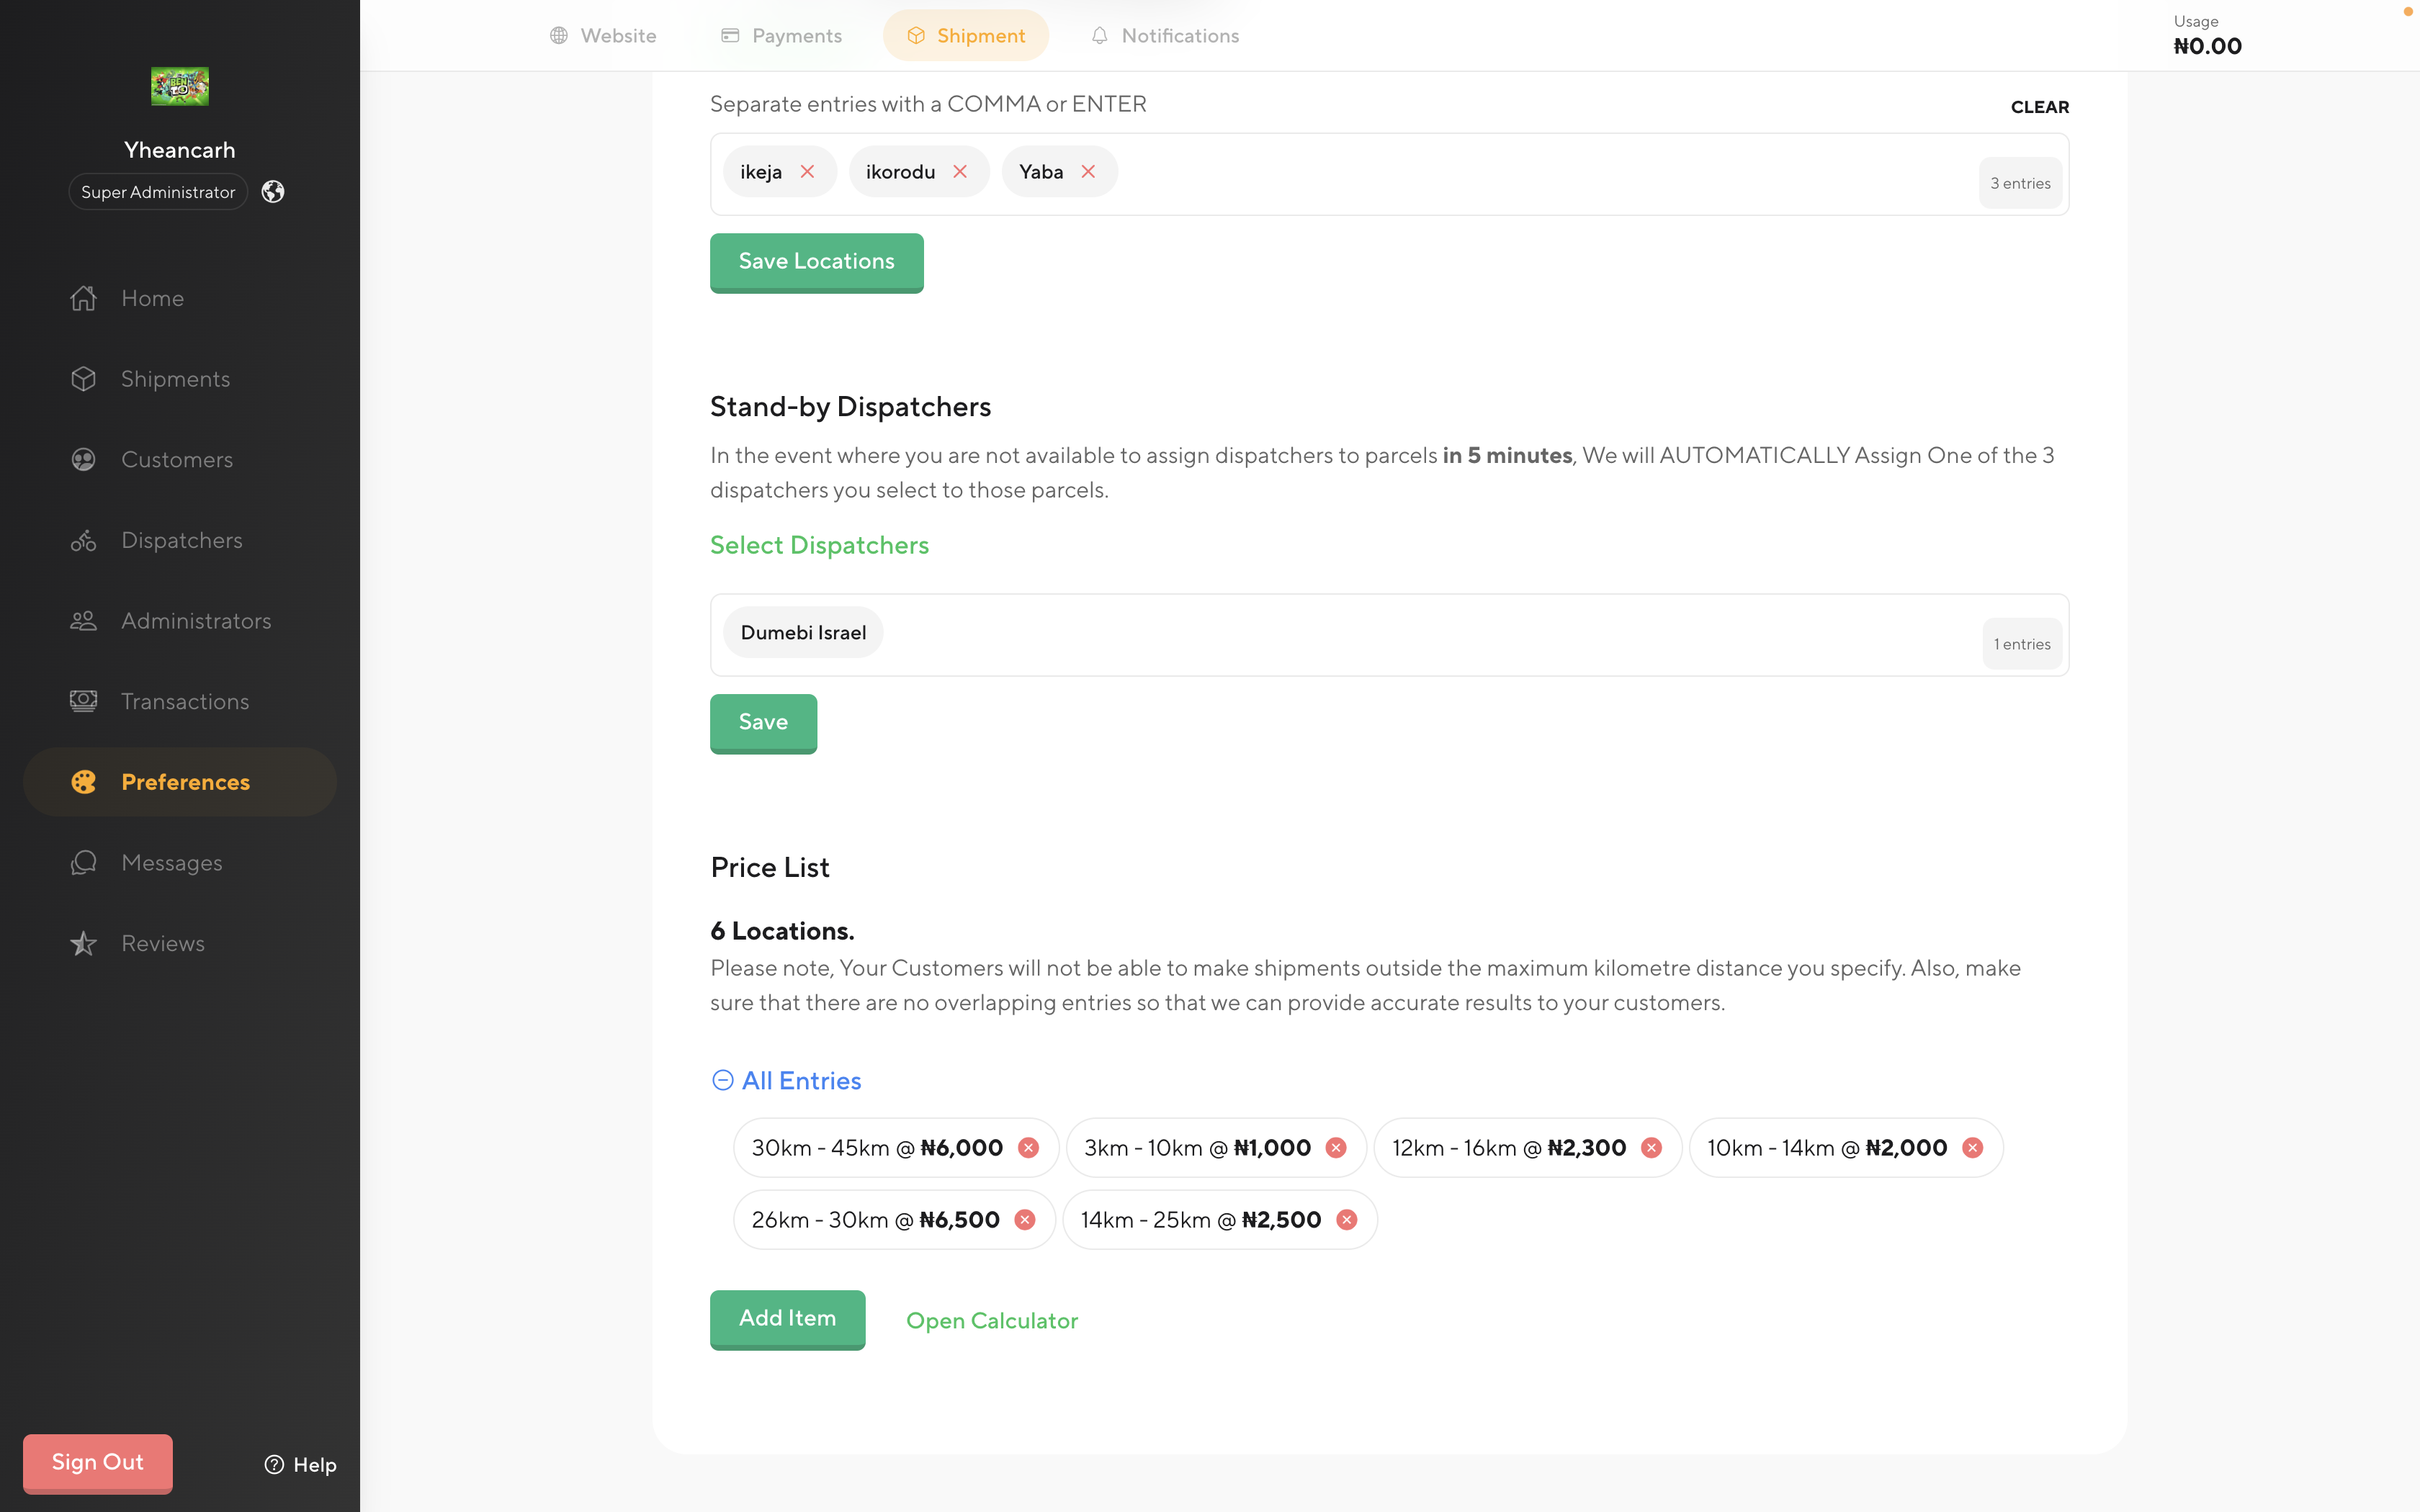 Website
Payments
Shipment
Notifications
Usage
₦0.00
BEN
10
Yheancarh
Super Administrator
Home
Shipments
Customers
Dispatchers
Administrators
Transactions
Preferences
Messages
Reviews
Sign Out
Help
Separate entries with a COMMA or ENTER
CLEAR
ikeja
ikorodu
Yaba
3 entries
Save Locations
Stand-by Dispatchers
In the event where you are not available to assign dispatchers to parcels in 5 minutes, We will AUTOMATICALLY Assign One of the 3
dispatchers you select to those parcels.
Select Dispatchers
Dumebi Israel
1 entries
Save
Price List
6 Locations.
Please note, Your Customers will not be able to make shipments outside the maximum kilometre distance you specify. Also, make
sure that there are no overlapping entries so that we can provide accurate results to your customers.
All Entries
30km - 45km @ ₦6,000
3km - 10km @ ₦1,000
12km - 16km @ ₦2,300
10km - 14km @ ₦2,000
26km - 30km @ ₦6,500
14km - 25km @ ₦2,500
Add Item
Open Calculator